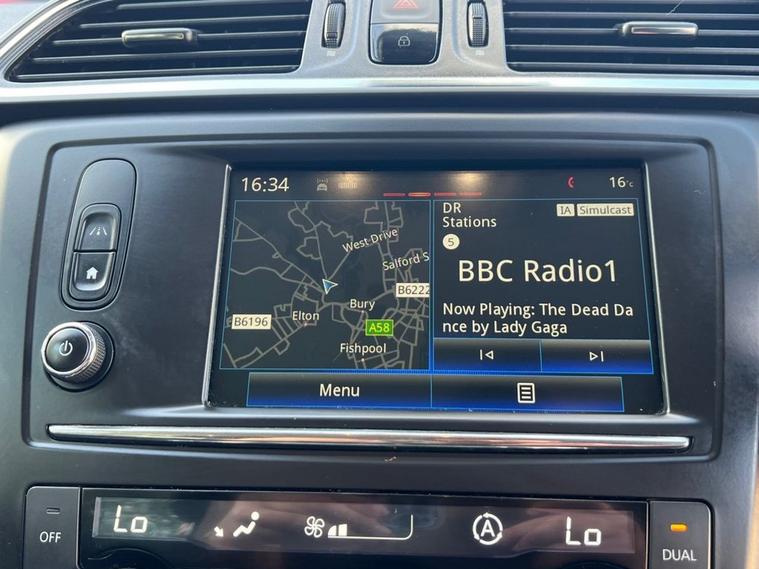 16:34
16°c
West Drive
Salford S
B6222
Bury
Elton
B6196
A58
Fishpool
DR
Stations
IA Simulcast
5
BBC Radio1
Now Playing: The Dead Da
nce by Lady Gaga
Menu
OFF
Lo
A
Lo
DUAL